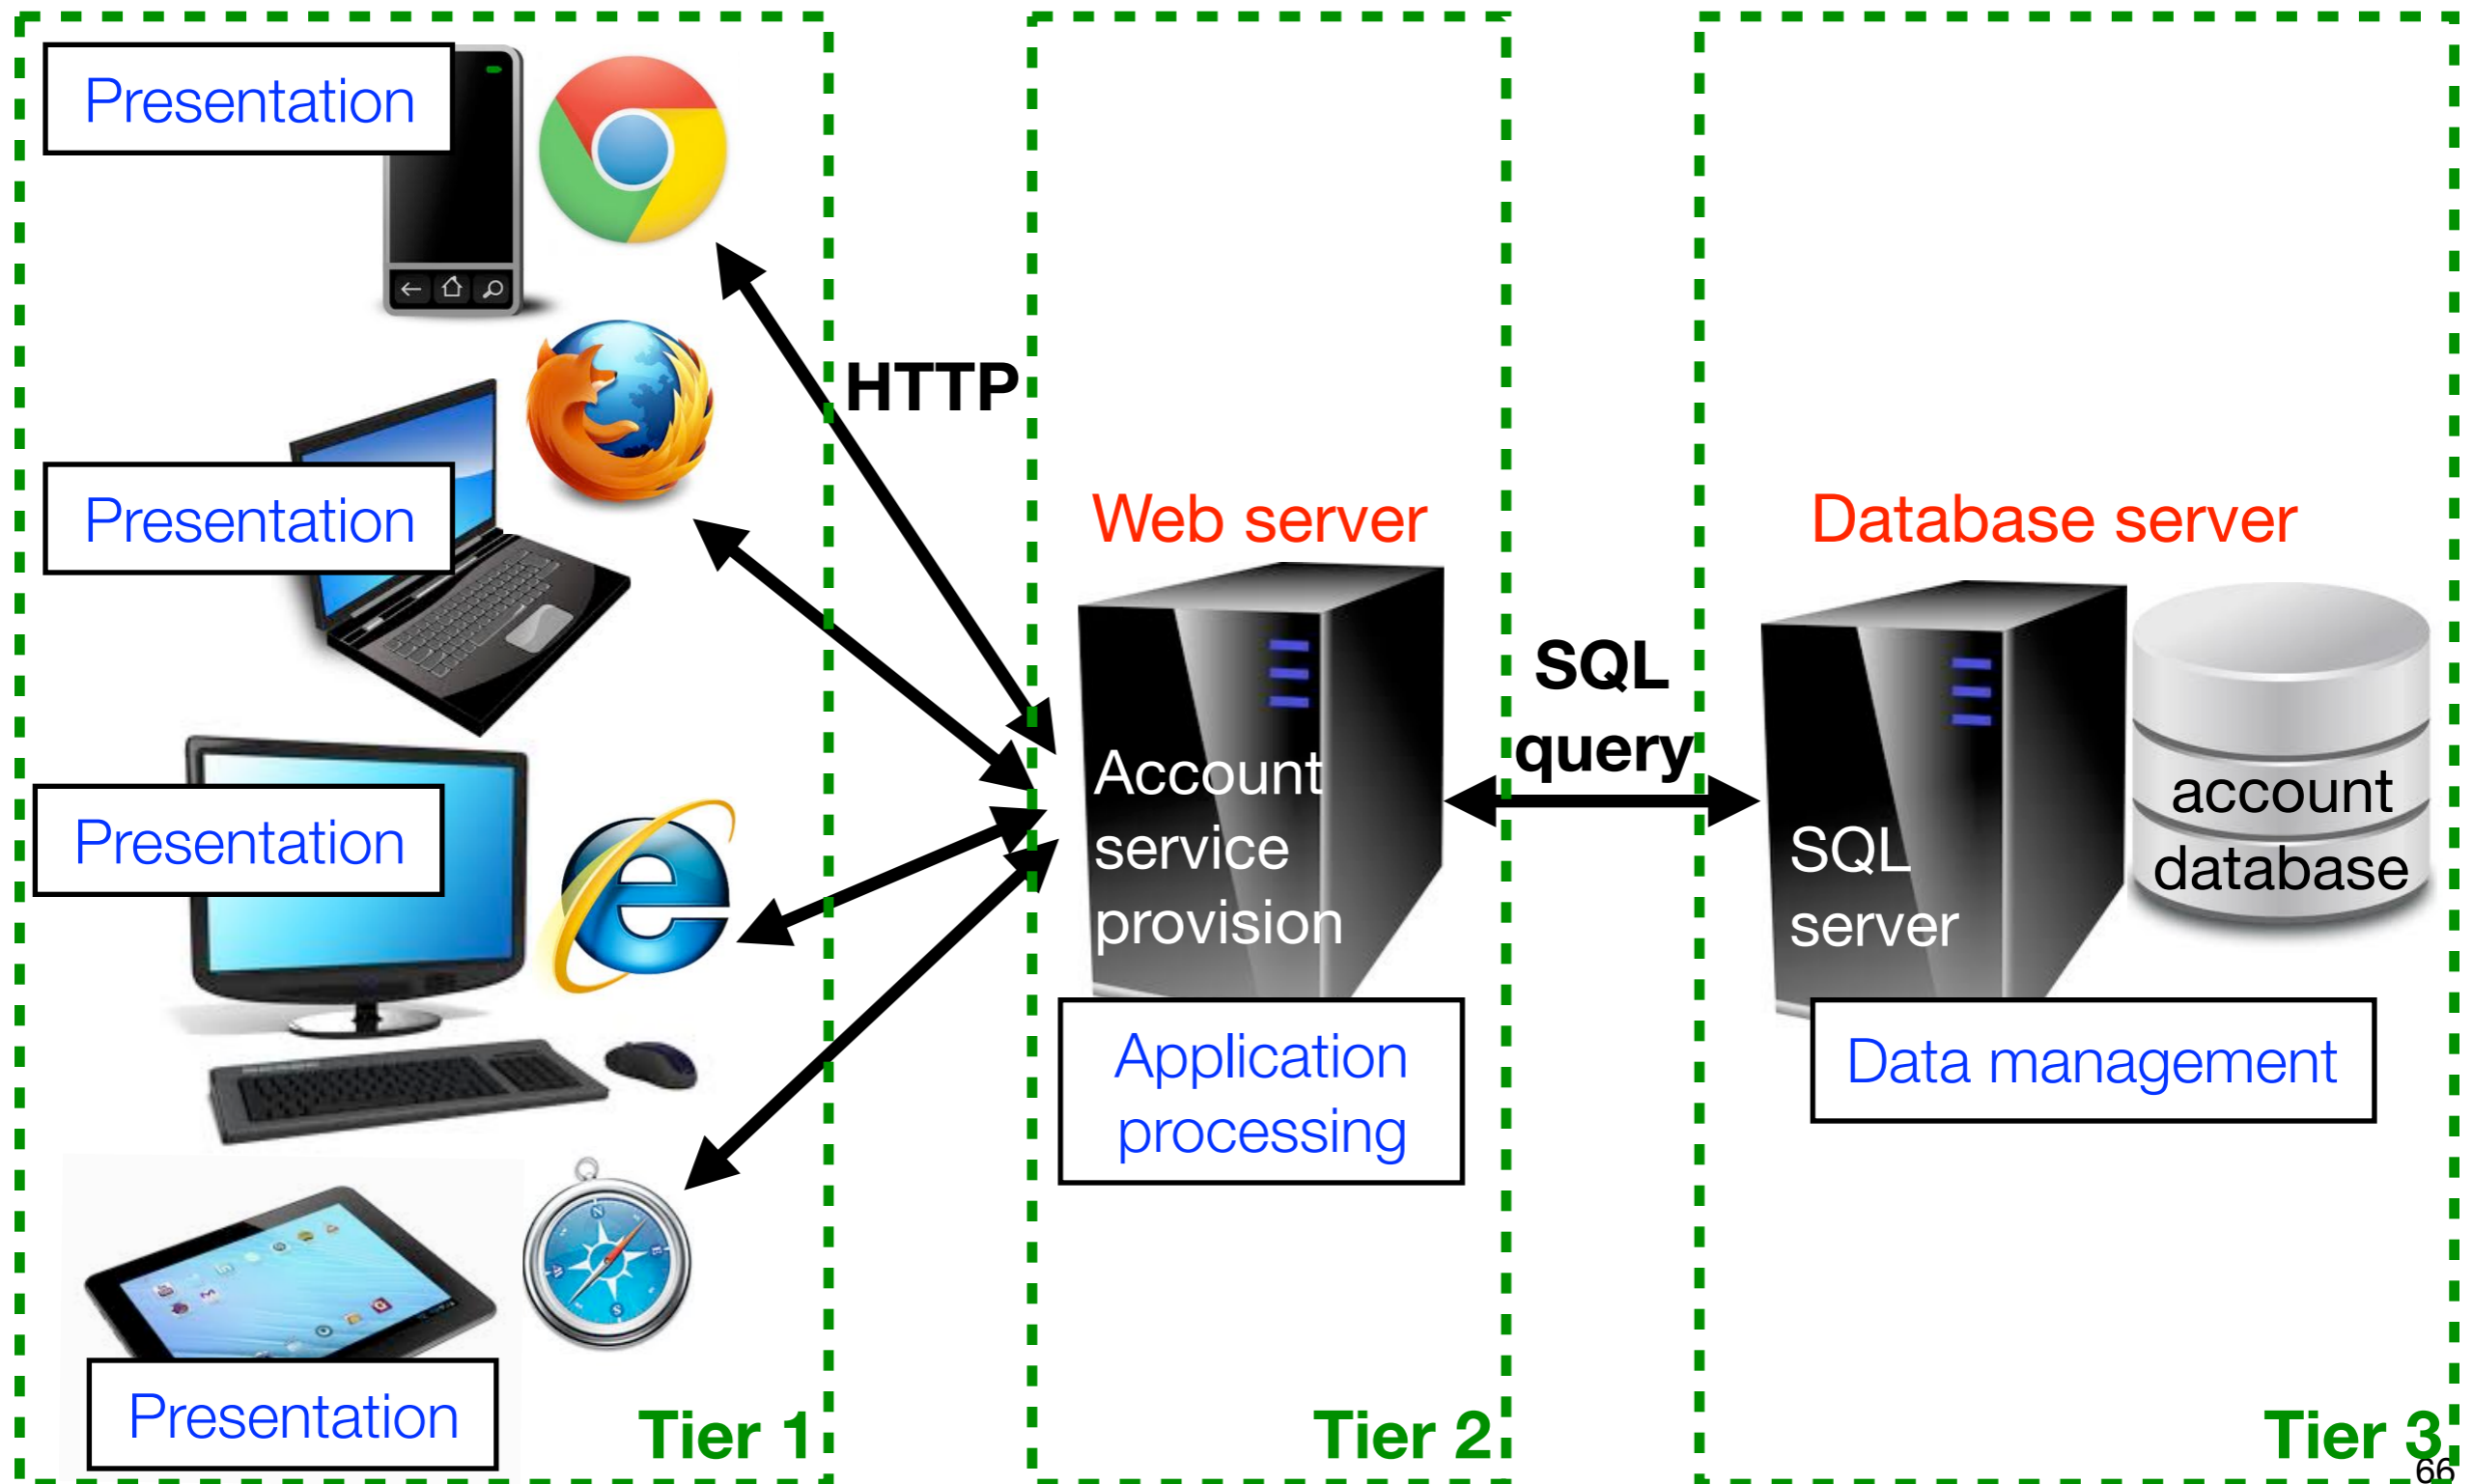 Presentation
HTTP
Presentation
Web server
Database server
SQL
query
Account
service
provision
SQL
server
account
database
Presentation
Application
processing
Data management
Presentation
Tier 1
Tier 2
Tier 3
66